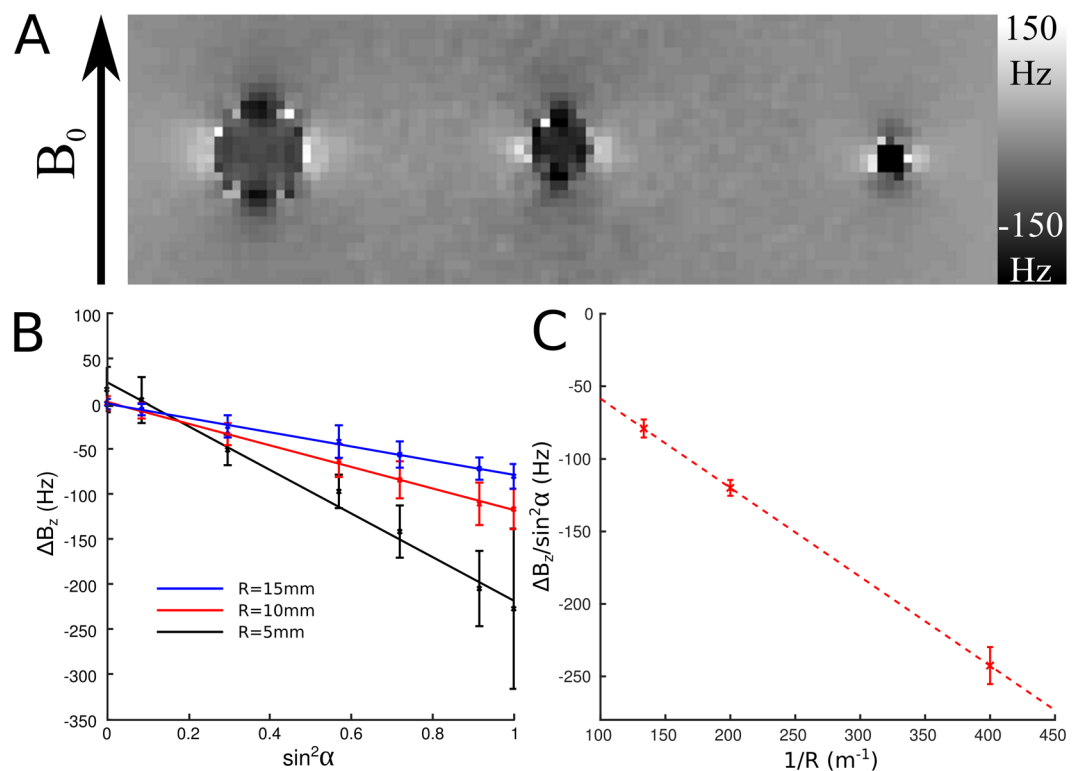 A
B₀
150
Hz
-150
Hz
B
100
50
0
-50
-100
-150
-200
-250
-300
-350
ΔB_z (Hz)
R=15mm
R=10mm
R=5mm
0
0.2
0.4
0.6
0.8
1
sin²α
C
0
-50
-100
-150
-200
-250
ΔB_z/sin²α (Hz)
100
150
200
250
300
350
400
450
1/R (m⁻¹)